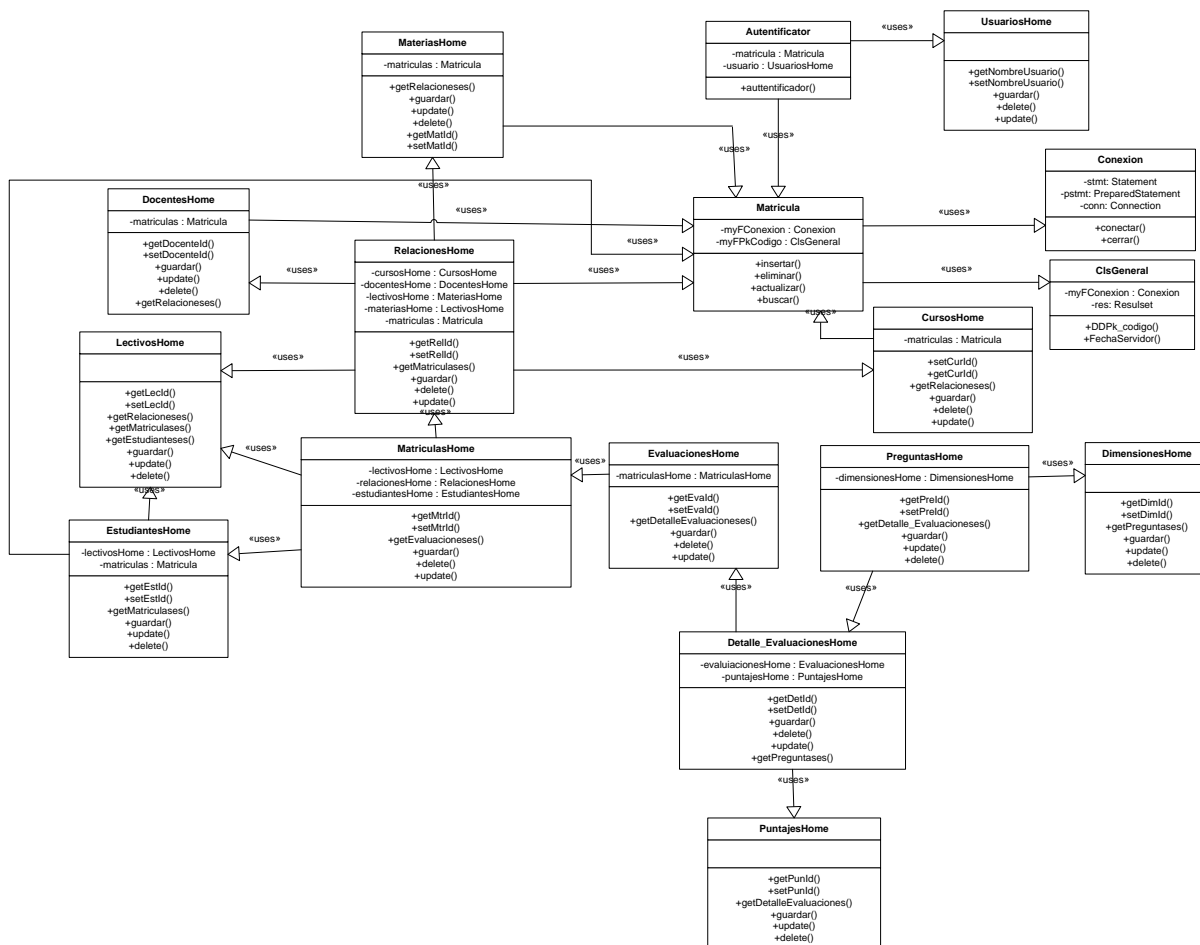 MateriasHome
-matriculas : Matricula
+getRelacioneses()
+guardar()
+update()
+delete()
+getMatId()
+setMatId()
Autentificator
-matricula : Matricula
-usuario : UsuariosHome
+auttentificador()
«uses»
UsuariosHome
+getNombreUsuario()
+setNombreUsuario()
+guardar()
+delete()
+update()
«uses»
«uses»
«uses»
DocentesHome
-matriculas : Matricula
+getDocenteId()
+setDocenteId()
+guardar()
+update()
+delete()
+getRelacioneses()
«uses»
«uses»
Matricula
-myFConexion : Conexion
-myFPkCodigo : ClsGeneral
+insertar()
+eliminar()
+actualizar()
+buscar()
«uses»
Conexion
-stmt: Statement
-pstmt: PreparedStatement
-conn: Connection
+conectar()
+cerrar()
RelacionesHome
-cursosHome : CursosHome
-docentesHome : DocentesHome
-lectivosHome : MateriasHome
-materiasHome : LectivosHome
-matriculas : Matricula
+getRelId()
+setRelId()
+getMatriculases()
+guardar()
+delete()
+update()
«uses»
«uses»
«uses»
ClsGeneral
-myFConexion : Conexion
-res: Resulset
+DDPk_codigo()
+FechaServidor()
CursosHome
-matriculas : Matricula
+setCurId()
+getCurId()
+getRelacioneses()
+guardar()
+delete()
+update()
«uses»
LectivosHome
+getLecId()
+setLecId()
+getRelacioneses()
+getMatriculases()
+getEstudianteses()
+guardar()
+update()
+delete()
«uses»
«uses»
«uses»
«uses»
«uses»
MatriculasHome
-lectivosHome : LectivosHome
-relacionesHome : RelacionesHome
-estudiantesHome : EstudiantesHome
+getMtrId()
+setMtrId()
+getEvaluacioneses()
+guardar()
+delete()
+update()
«uses»
EvaluacionesHome
-matriculasHome : MatriculasHome
+getEvaId()
+setEvaId()
+getDetalleEvaluacioneses()
+guardar()
+delete()
+update()
PreguntasHome
-dimensionesHome : DimensionesHome
+getPreId()
+setPreId()
+getDetalle_Evaluacioneses()
+guardar()
+update()
+delete()
«uses»
DimensionesHome
+getDimId()
+setDimId()
+getPreguntases()
+guardar()
+update()
+delete()
EstudiantesHome
-lectivosHome : LectivosHome
-matriculas : Matricula
+getEstId()
+setEstId()
+getMatriculases()
+guardar()
+update()
+delete()
«uses»
«uses»
«uses»
Detalle_EvaluacionesHome
-evaluiacionesHome : EvaluacionesHome
-puntajesHome : PuntajesHome
+getDetId()
+setDetId()
+guardar()
+delete()
+update()
+getPreguntases()
«uses»
PuntajesHome
+getPunId()
+setPunId()
+getDetalleEvaluaciones()
+guardar()
+update()
+delete()